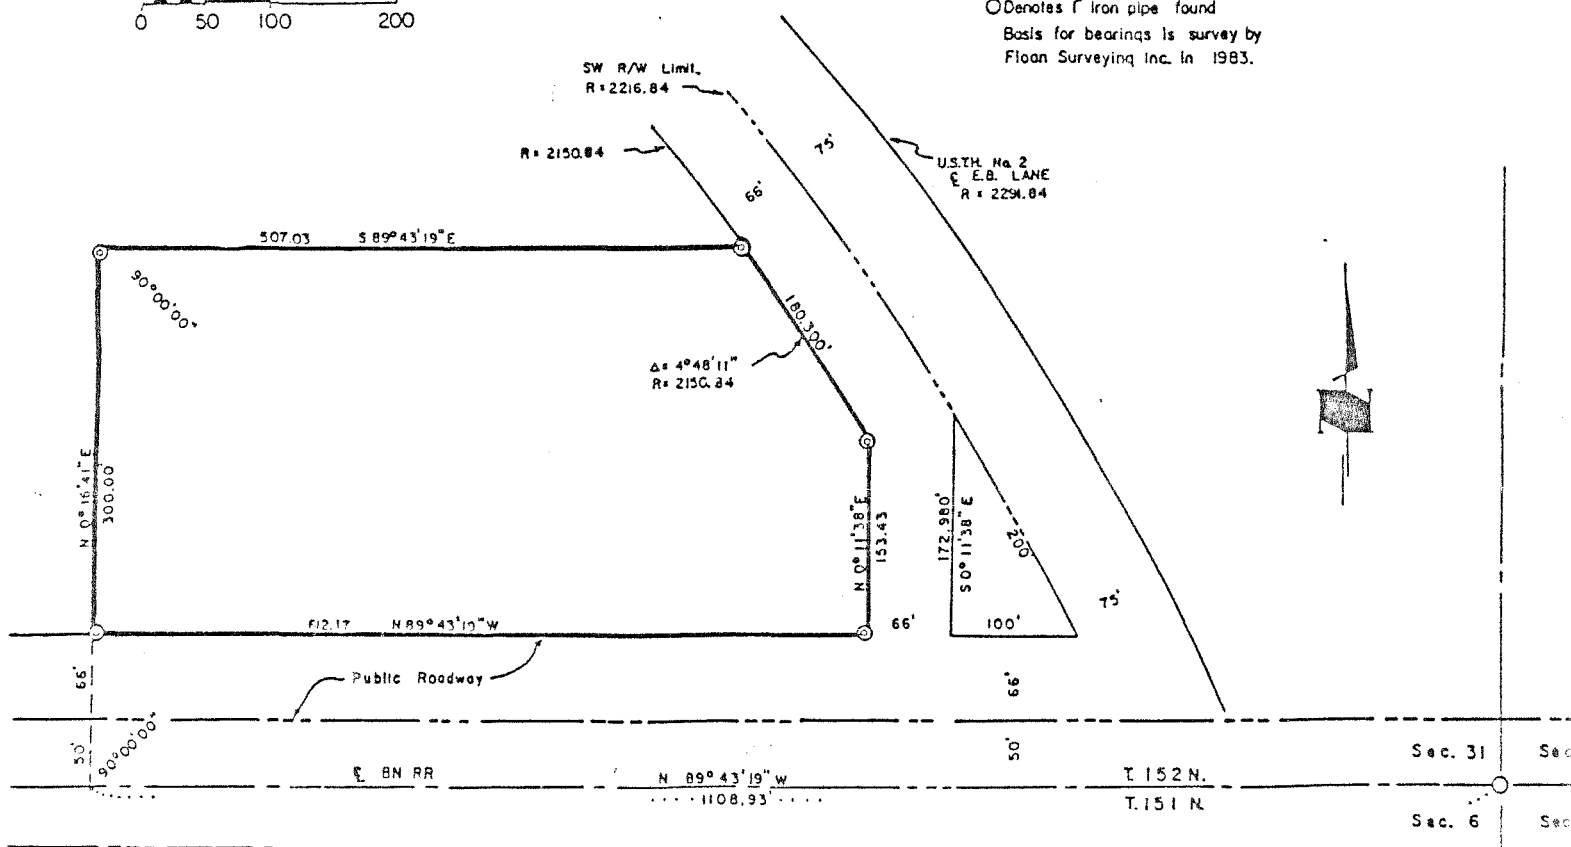 0 50 100 200
O Denotes 1" iron pipe found
Basis for bearings is survey by
Floan Surveying Inc. in 1983.
SW R/W Limit.
R = 2216.84
R = 2150.84
75'
66'
U.S.T.H. No. 2
℄ E.B. LANE
R = 2291.84
507.03 S 89° 43' 19" E
90° 00' 00"
180.300'
Δ = 4° 48' 11"
R = 2150.84
N 0° 16' 41" E
300.00
N 0° 11' 38" E
153.43
172.980'
S 0° 11' 38" E
200'
75'
612.17 N 89° 43' 19" W
66'
100'
66'
Public Roadway
66'
50'
90° 00' 00"
50'
℄ BN RR
N 89° 43' 19" W
1108.93'
T. 152 N.
T. 151 N.
Sec. 31
Sec. 6